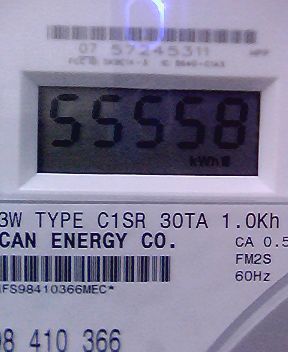 07 57245311
55558
kWh
3W TYPE C1SR 30TA 1.0Kh
CAN ENERGY CO.
CA 0.5
FM2S
60Hz
IFS98410366MEC*
98 410 366